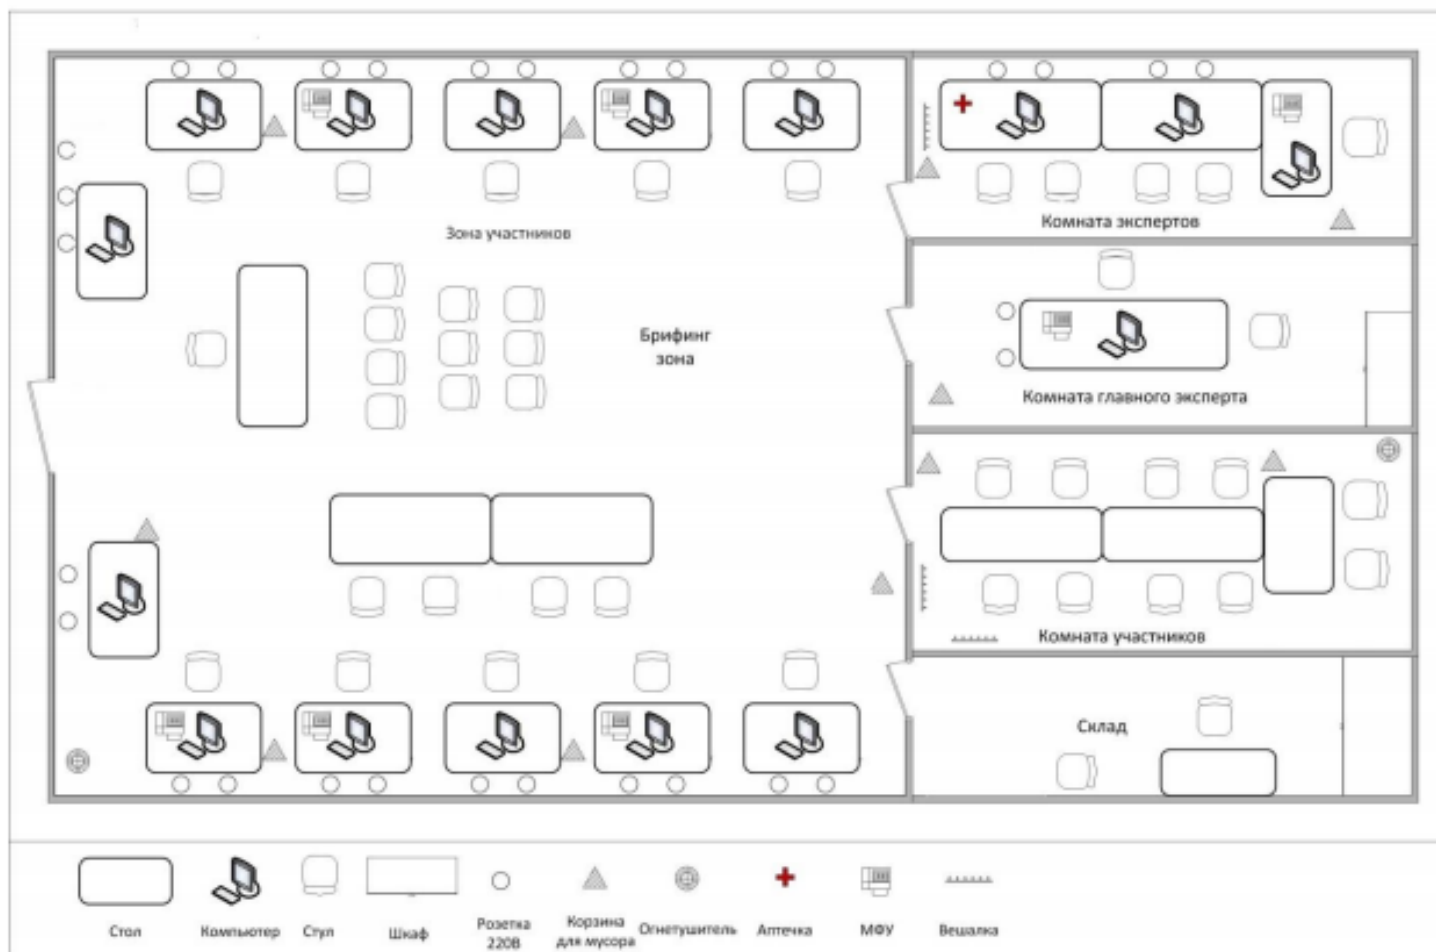 Зона участников
Комната экспертов
Брифинг
зона
Комната главного эксперта
Комната участников
Склад
Стол
Компьютер
Стул
Шкаф
Розетка
220В
Корзина
для мусора
Огнетушитель
Аптечка
МФУ
Вешалка